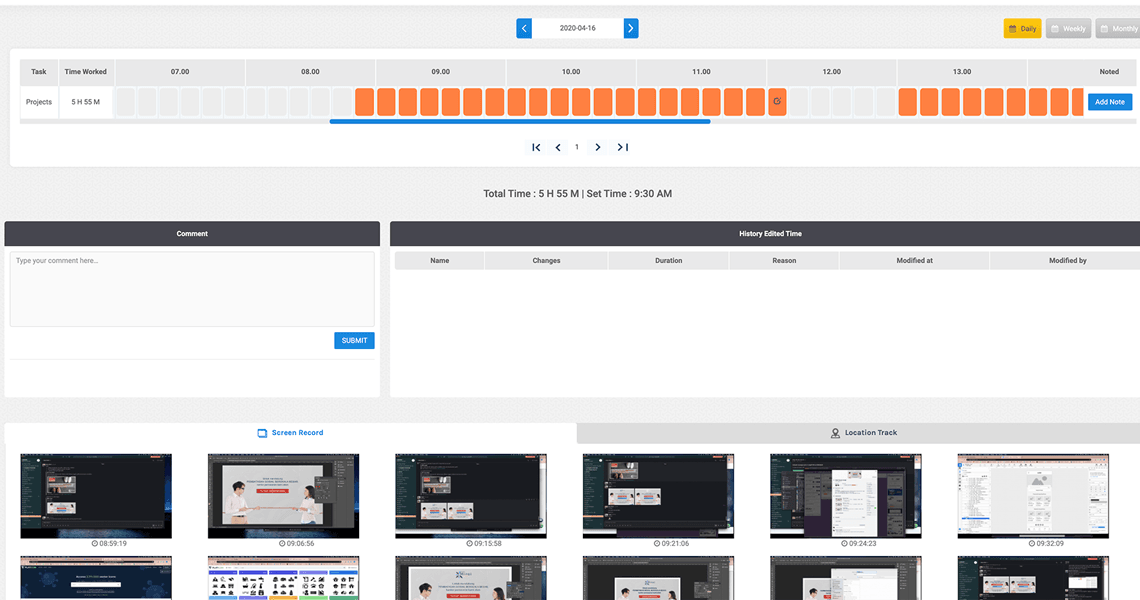 2020-04-16
Daily Weekly Monthly
Task Time Worked 07.00 08.00 09.00 10.00 11.00 12.00 13.00 Noted
Projects 5 H 55 M Add Note
1
Total Time : 5 H 55 M | Set Time : 9:30 AM
Comment History Edited Time
Type your comment here... Name Changes Duration Reason Modified at Modified by
SUBMIT
Screen Record Location Track
08:59:19 09:06:56 09:15:58 09:21:06 09:24:23 09:32:09